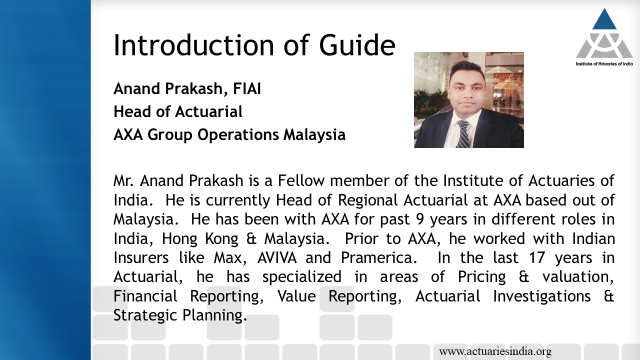 Introduction of Guide
Institute of Actuaries of India
Anand Prakash, FIAI
Head of Actuarial
AXA Group Operations Malaysia
Mr. Anand Prakash is a Fellow member of the Institute of Actuaries of
India. He is currently Head of Regional Actuarial at AXA based out of
Malaysia. He has been with AXA for past 9 years in different roles in
India, Hong Kong & Malaysia. Prior to AXA, he worked with Indian
Insurers like Max, AVIVA and Pramerica. In the last 17 years in
Actuarial, he has specialized in areas of Pricing & valuation,
Financial Reporting, Value Reporting, Actuarial Investigations &
Strategic Planning.
www.actuariesindia.org